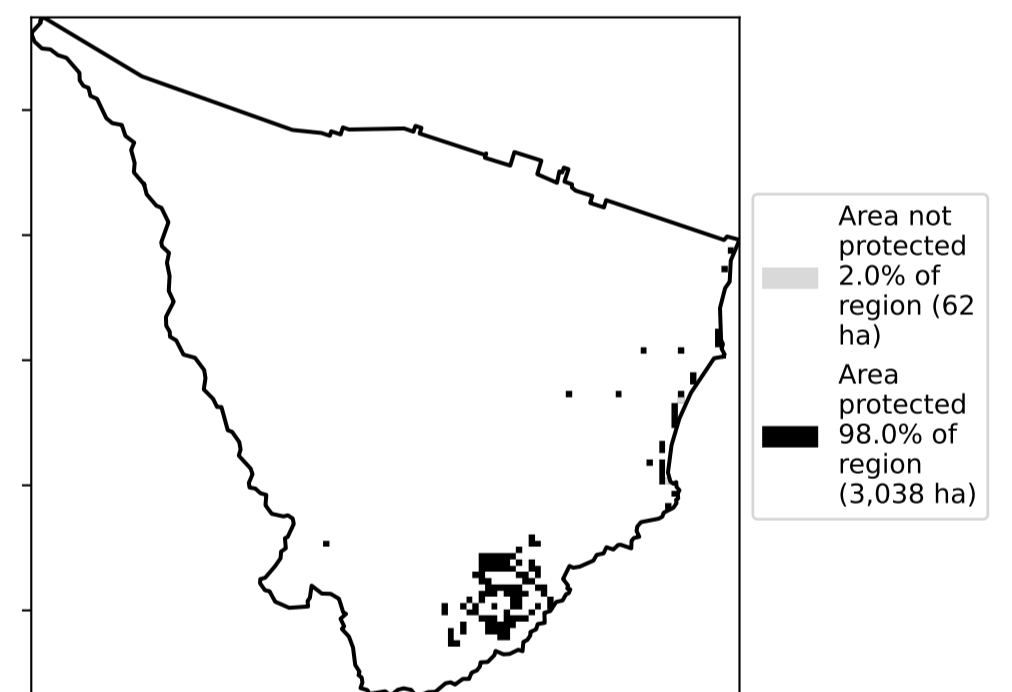 Area not
protected
2.0% of
region (62
ha)
Area
protected
98.0% of
region
(3,038 ha)